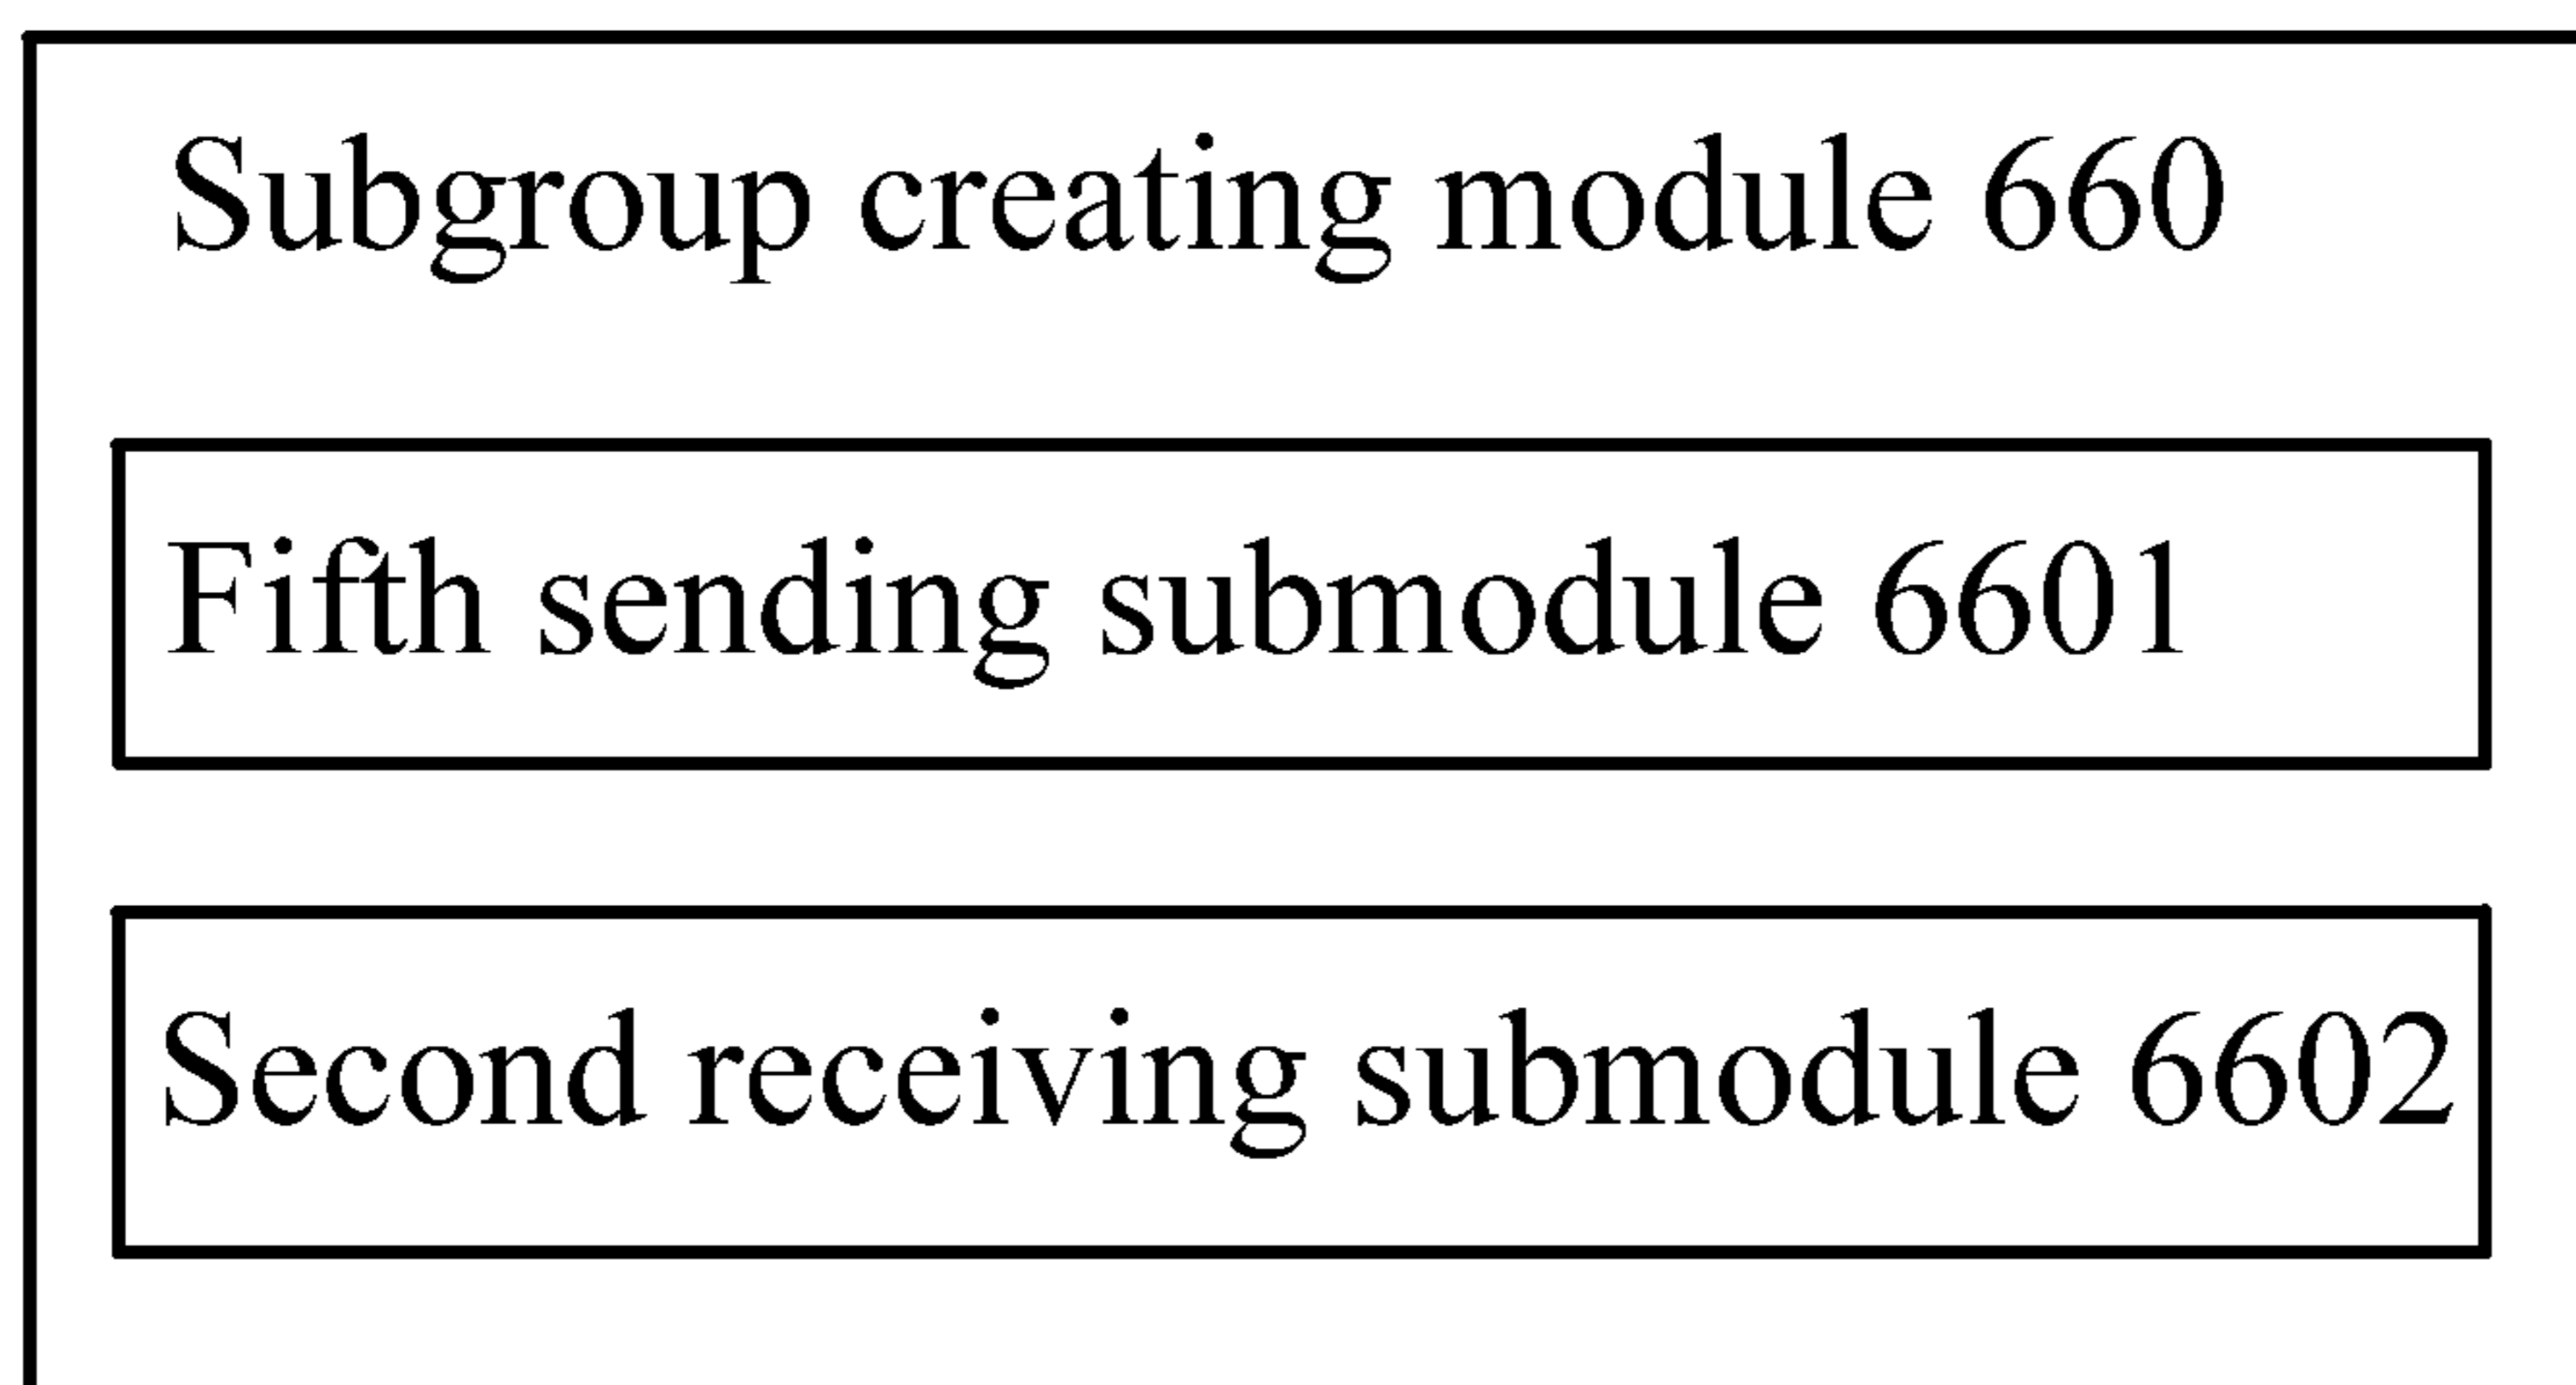 Subgroup creating module 660
Fifth sending submodule 6601
Second receiving submodule 6602